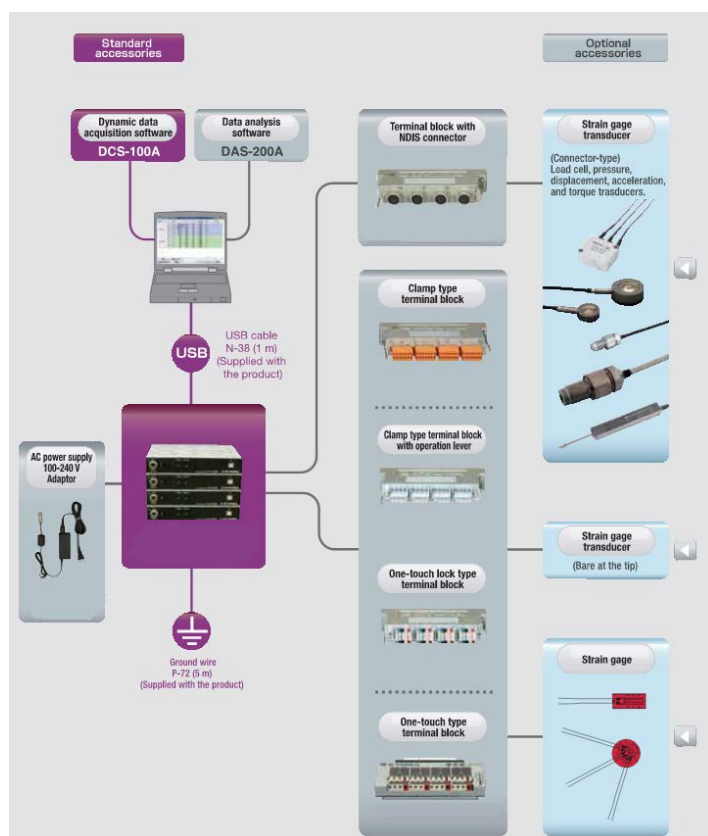 Standard
accessories
Optional
accessories
Dynamic data
acquisition software
DCS-100A
Data analysis
software
DAS-200A
Terminal block with
NDIS connector
Strain gage
transducer
(Connector-type)
Load cell, pressure,
displacement, acceleration,
and torque trasducers.
Clamp type
terminal block
USB
USB cable
N-38 (1 m)
(Supplied with
the product)
Clamp type terminal block
with operation lever
AC power supply
100-240 V
Adaptor
Strain gage
transducer
(Bare at the tip)
One-touch lock type
terminal block
Ground wire
P-72 (5 m)
(Supplied with the product)
Strain gage
One-touch type
terminal block